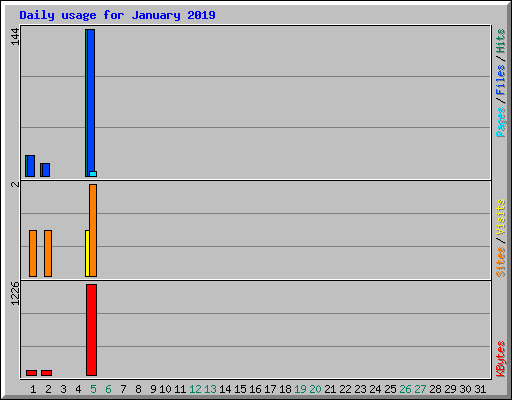 Daily usage for January 2019
144
Pages/Files/Hits
2
Sites/Visits
1226
KBytes
1 2 3 4 5 6 7 8 9 10 11 12 13 14 15 16 17 18 19 20 21 22 23 24 25 26 27 28 29 30 31